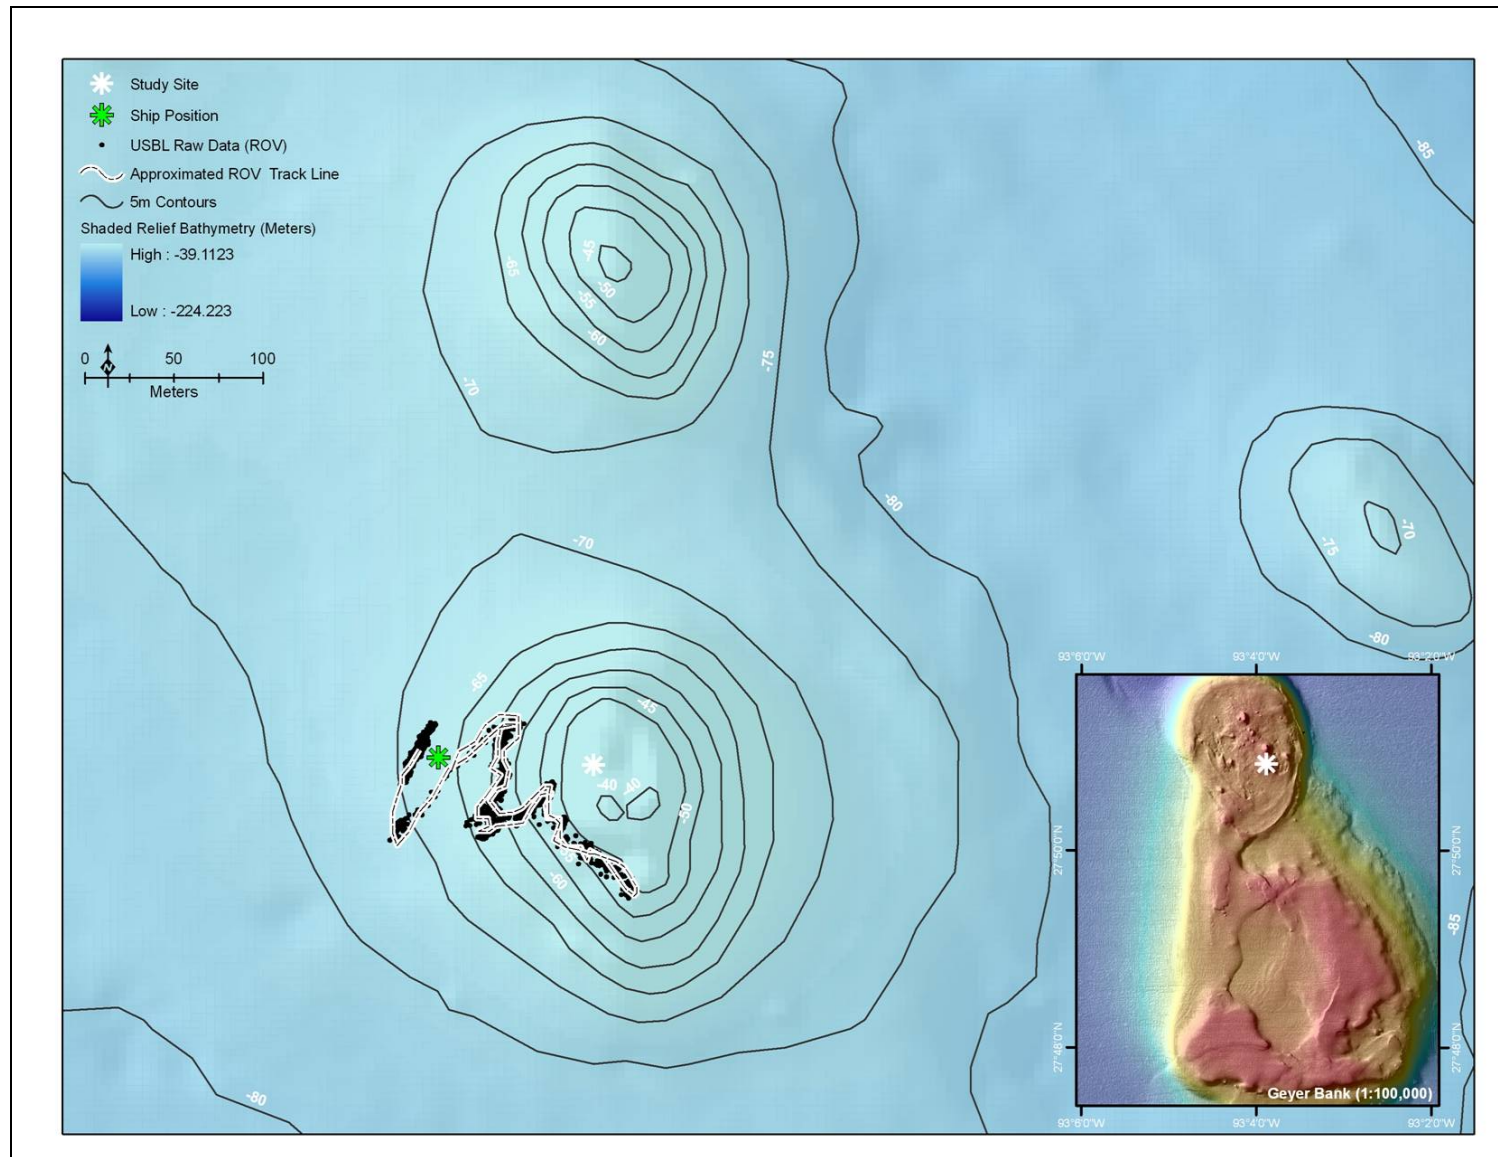 Study Site
Ship Position
USBL Raw Data (ROV)
Approximated ROV Track Line
5m Contours
Shaded Relief Bathymetry (Meters)
High : -39.1123
Low : -224.223
0 50 100
N
Meters
-85
-45
-65
-50
-55
-60
-75
-70
-80
-70
-75
-70
-80
-65
-45
-40
-40
-50
-60
-85
-80
93°6'0"W 93°4'0"W 93°2'0"W
27°50'0"N 27°50'0"N
27°48'0"N 27°48'0"N
Geyer Bank (1:100,000)
93°6'0"W 93°4'0"W 93°2'0"W